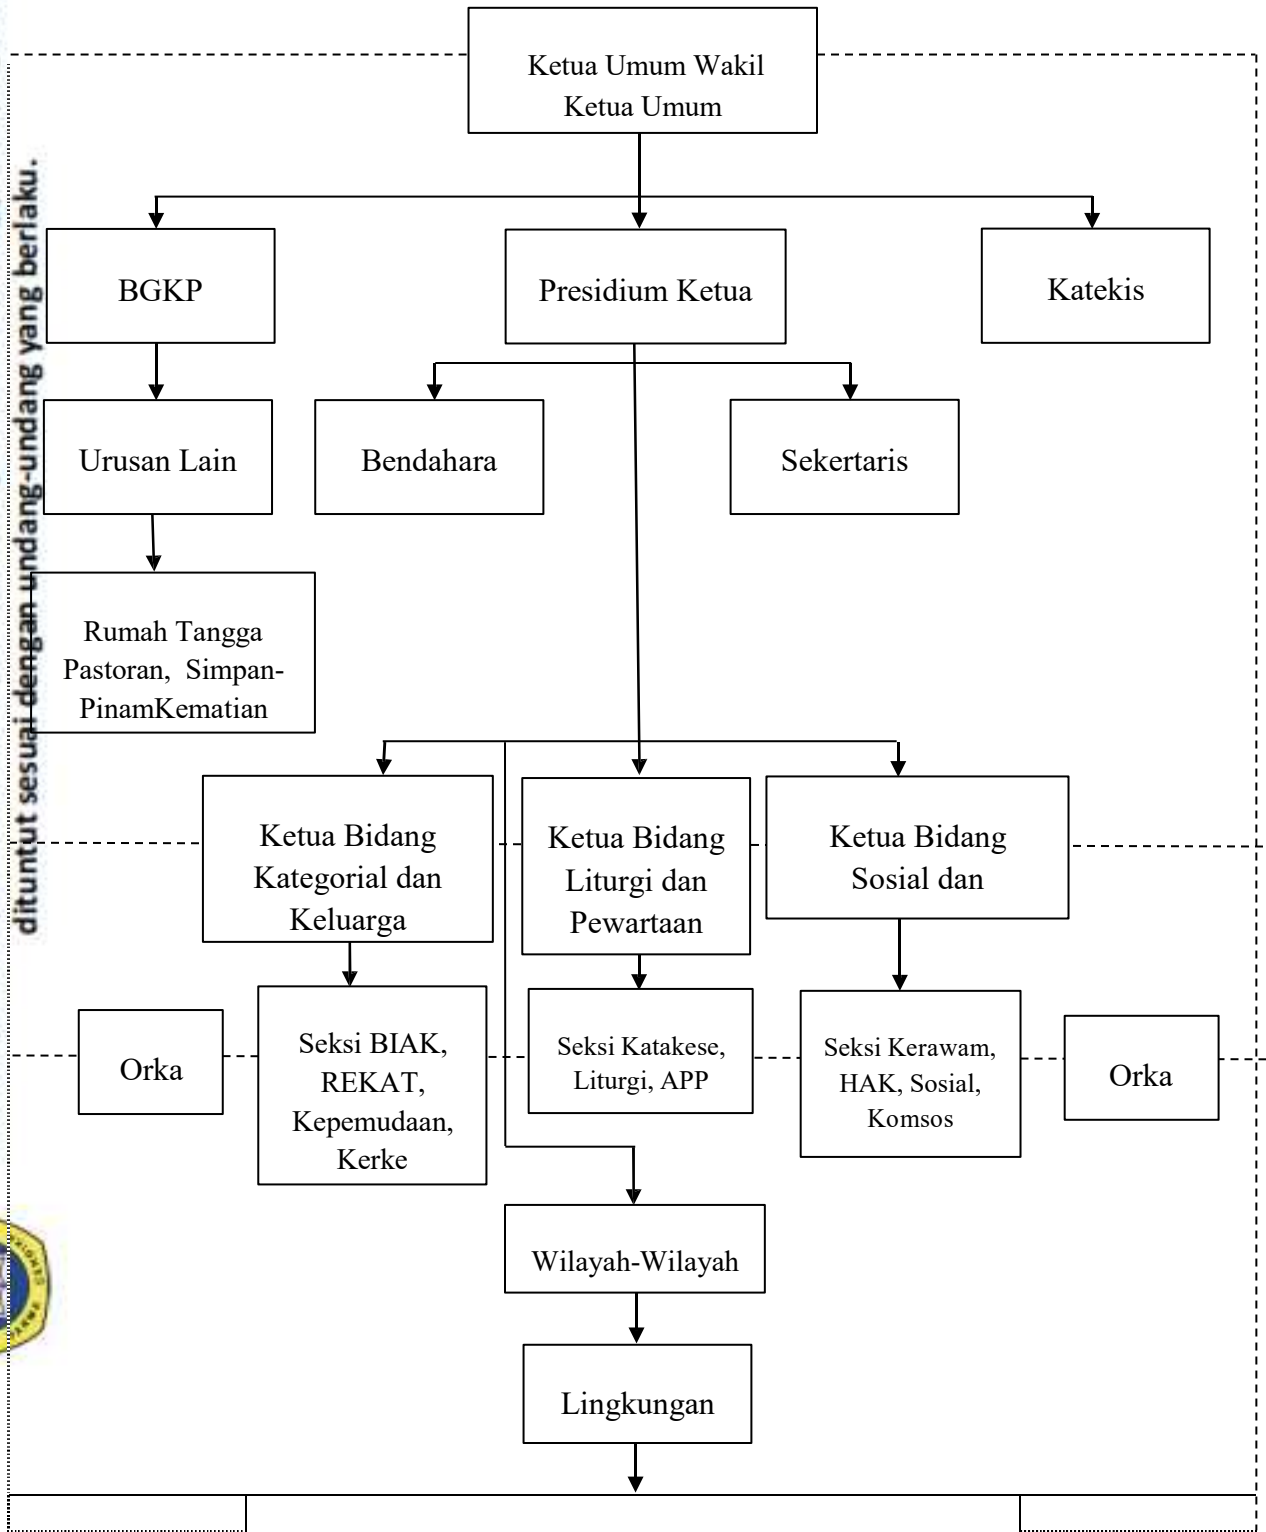 Ketua Umum Wakil
Ketua Umum
BGKP
Presidium Ketua
Katekis
Urusan Lain
Bendahara
Sekertaris
Rumah Tangga
Pastoran, Simpan-
PinamKematian
Ketua Bidang
Kategorial dan
Keluarga
Ketua Bidang
Liturgi dan
Pewartaan
Ketua Bidang
Sosial dan
Orka
Seksi BIAK,
REKAT,
Kepemudaan,
Kerke
Seksi Katakese,
Liturgi, APP
Seksi Kerawam,
HAK, Sosial,
Komsos
Orka
Wilayah-Wilayah
Lingkungan
dituntut sesuai dengan undang-undang yang berlaku.